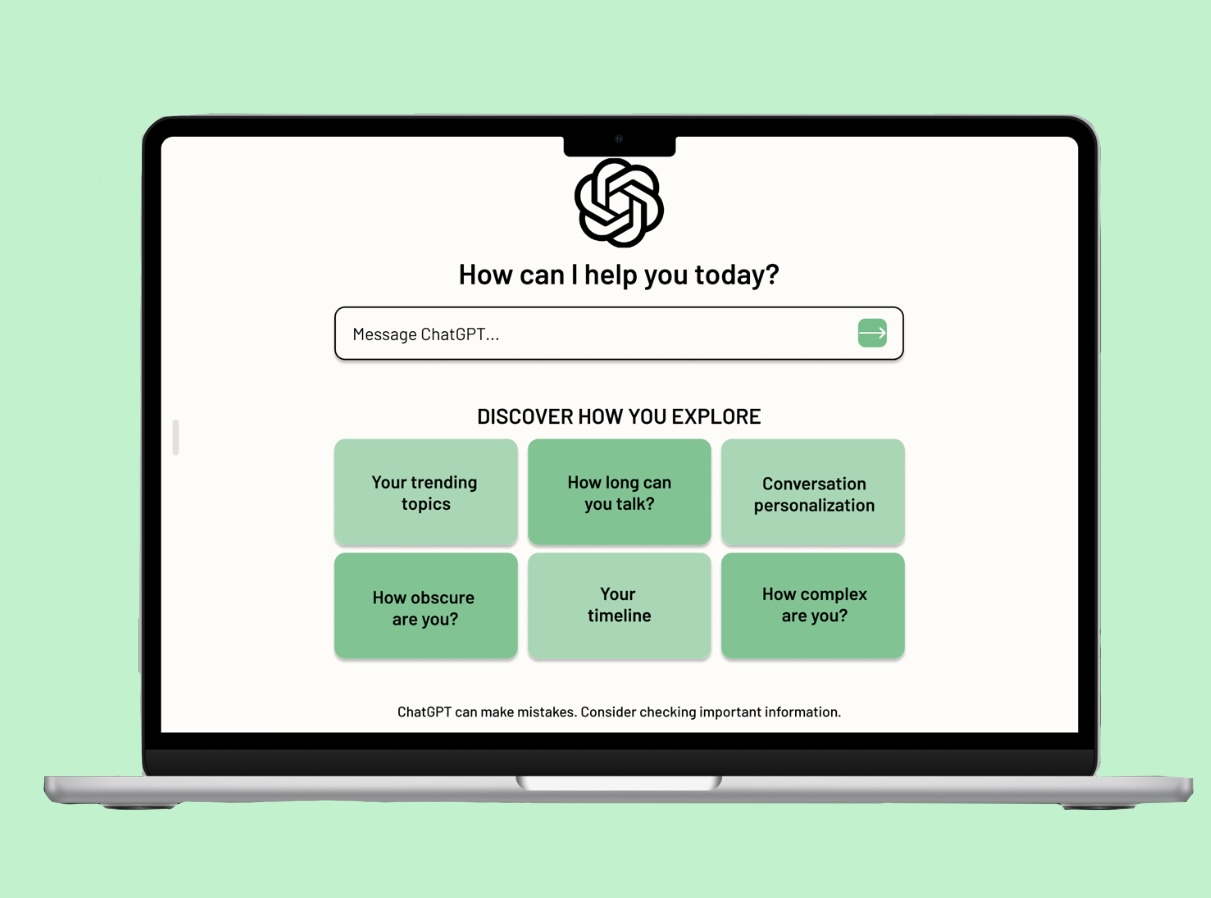 How can I help you today?
Message ChatGPT...
DISCOVER HOW YOU EXPLORE
Your trending
topics
How long can
you talk?
Conversation
personalization
How obscure
are you?
Your
timeline
How complex
are you?
ChatGPT can make mistakes. Consider checking important information.